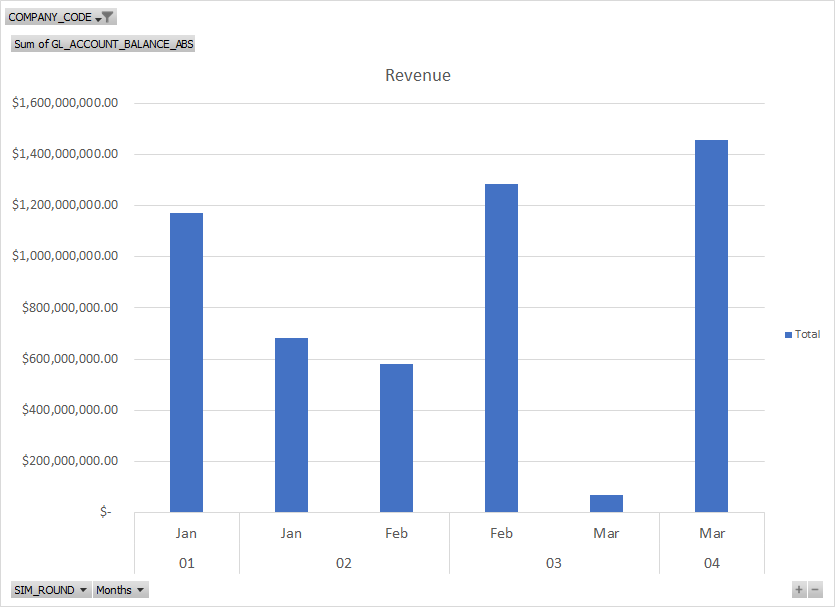 COMPANY_CODE
Sum of GL_ACCOUNT_BALANCE_ABS
Revenue
$1,600,000,000.00
$1,400,000,000.00
$1,200,000,000.00
$1,000,000,000.00
$800,000,000.00
$600,000,000.00
$400,000,000.00
$200,000,000.00
$-
Total
Jan Jan Feb Feb Mar Mar
01 02 03 04
SIM_ROUND Months + -